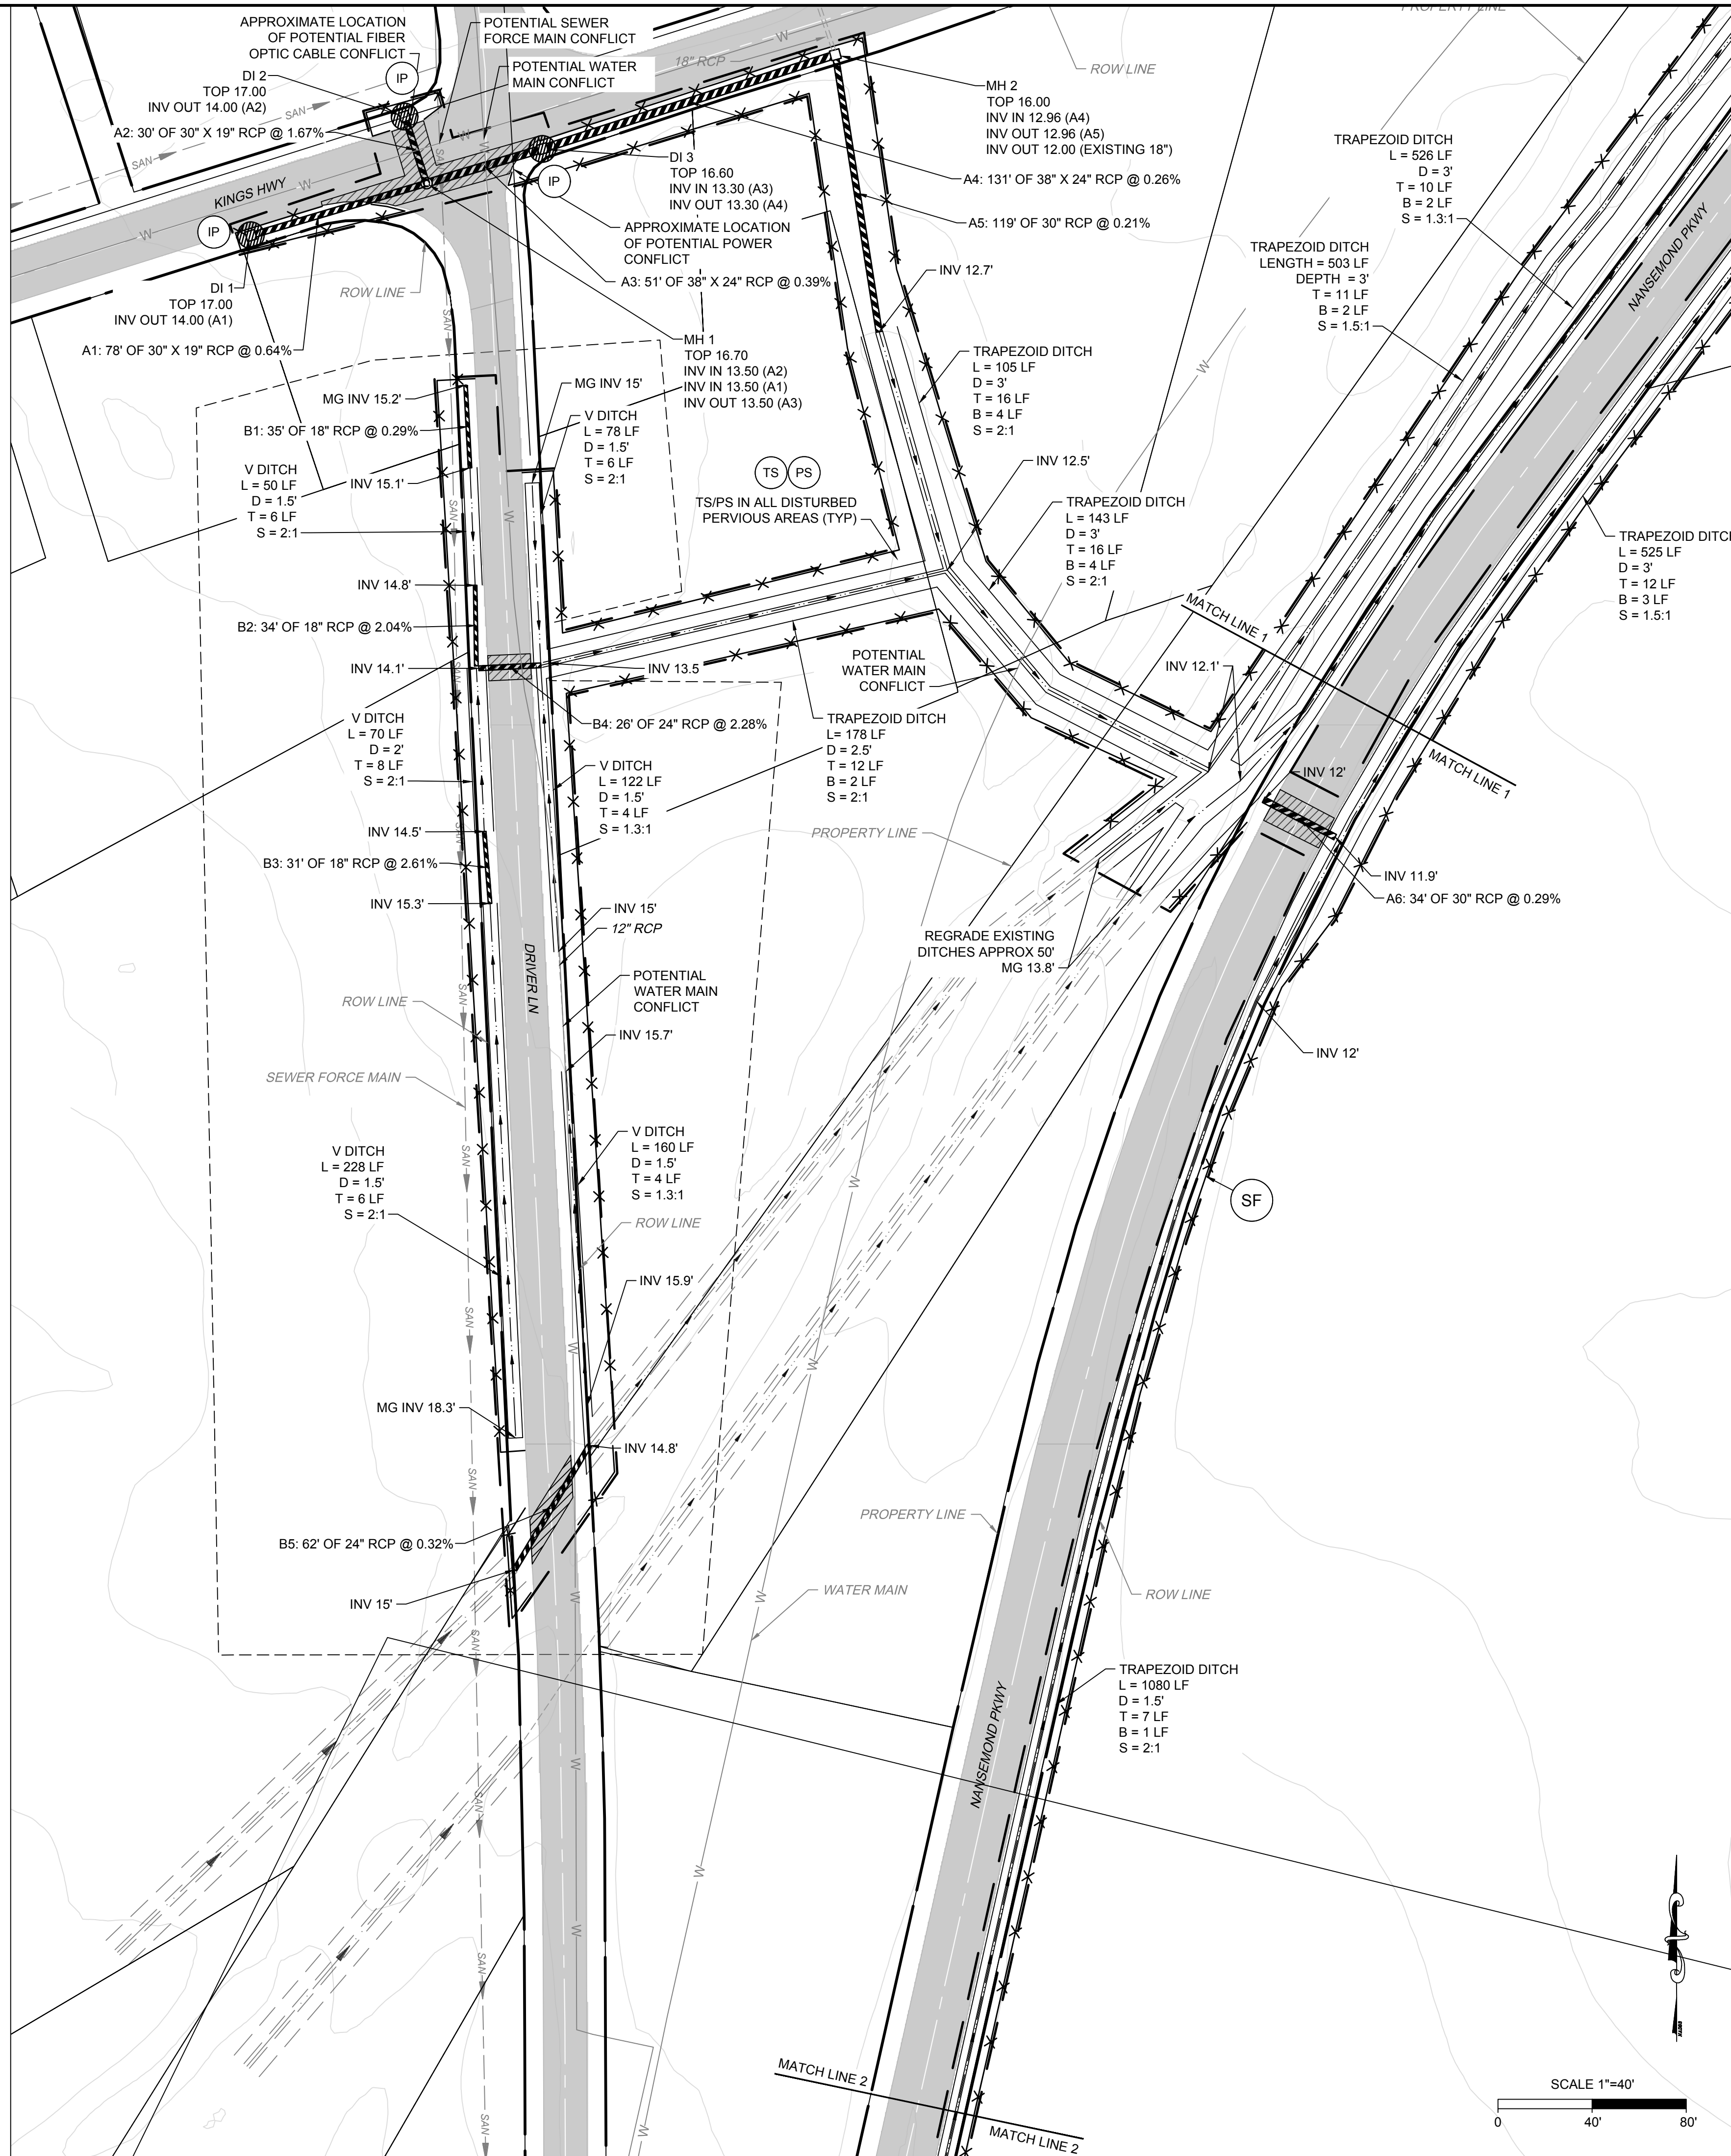 APPROXIMATE LOCATION
OF POTENTIAL FIBER
OPTIC CABLE CONFLICT
POTENTIAL SEWER
FORCE MAIN CONFLICT
POTENTIAL WATER
MAIN CONFLICT
18" RCP
W
ROW LINE
PROPERTY LINE
IP
DI 2
TOP 17.00
INV OUT 14.00 (A2)
SAN
A2: 30' OF 30" X 19" RCP @ 1.67%
SAN
KINGS HWY
W
W
W
W
SAN
IP
IP
DI 3
TOP 16.60
INV IN 13.30 (A3)
INV OUT 13.30 (A4)
MH 2
TOP 16.00
INV IN 12.96 (A4)
INV OUT 12.96 (A5)
INV OUT 12.00 (EXISTING 18")
A4: 131' OF 38" X 24" RCP @ 0.26%
A5: 119' OF 30" RCP @ 0.21%
APPROXIMATE LOCATION
OF POTENTIAL POWER
CONFLICT
A3: 51' OF 38" X 24" RCP @ 0.39%
INV 12.7'
TRAPEZOID DITCH
L = 526 LF
D = 3'
T = 10 LF
B = 2 LF
S = 1.3:1
TRAPEZOID DITCH
LENGTH = 503 LF
DEPTH = 3'
T = 11 LF
B = 2 LF
S = 1.5:1
NANSEMOND PKWY
DI 1
TOP 17.00
INV OUT 14.00 (A1)
ROW LINE
A1: 78' OF 30" X 19" RCP @ 0.64%
SAN
MH 1
TOP 16.70
INV IN 13.50 (A2)
INV IN 13.50 (A1)
INV OUT 13.50 (A3)
TRAPEZOID DITCH
L = 105 LF
D = 3'
T = 16 LF
B = 4 LF
S = 2:1
W
MG INV 15.2'
MG INV 15'
B1: 35' OF 18" RCP @ 0.29%
V DITCH
L = 78 LF
D = 1.5'
T = 6 LF
S = 2:1
V DITCH
L = 50 LF
D = 1.5'
T = 6 LF
S = 2:1
INV 15.1'
SAN
W
TS
PS
TS/PS IN ALL DISTURBED
PERVIOUS AREAS (TYP)
INV 12.5'
TRAPEZOID DITCH
L = 143 LF
D = 3'
T = 16 LF
B = 4 LF
S = 2:1
TRAPEZOID DITCH
L = 525 LF
D = 3'
T = 12 LF
B = 3 LF
S = 1.5:1
INV 14.8'
B2: 34' OF 18" RCP @ 2.04%
INV 14.1'
SAN
INV 13.5
MATCH LINE 1
POTENTIAL
WATER MAIN
CONFLICT
INV 12.1'
B4: 26' OF 24" RCP @ 2.28%
TRAPEZOID DITCH
L= 178 LF
D = 2.5'
T = 12 LF
B = 2 LF
S = 2:1
V DITCH
L = 70 LF
D = 2'
T = 8 LF
S = 2:1
V DITCH
L = 122 LF
D = 1.5'
T = 4 LF
S = 1.3:1
INV 12'
MATCH LINE 1
INV 14.5'
SAN
B3: 31' OF 18" RCP @ 2.61%
INV 15.3'
PROPERTY LINE
INV 11.9'
A6: 34' OF 30" RCP @ 0.29%
INV 15'
12" RCP
REGRADE EXISTING
DITCHES APPROX 50'
MG 13.8'
DRIVER LN
POTENTIAL
WATER MAIN
CONFLICT
ROW LINE
SAN
INV 15.7'
INV 12'
SEWER FORCE MAIN
SAN
V DITCH
L = 228 LF
D = 1.5'
T = 6 LF
S = 2:1
V DITCH
L = 160 LF
D = 1.5'
T = 4 LF
S = 1.3:1
W
SF
ROW LINE
INV 15.9'
SAN
W
W
MG INV 18.3'
INV 14.8'
SAN
B5: 62' OF 24" RCP @ 0.32%
PROPERTY LINE
INV 15'
WATER MAIN
W
W
ROW LINE
SAN
TRAPEZOID DITCH
L = 1080 LF
D = 1.5'
T = 7 LF
B = 1 LF
S = 2:1
NANSEMOND PKWY
W
SAN
W
W
SAN
MATCH LINE 2
MATCH LINE 2
SAN
W
SCALE 1"=40'
0 40' 80'